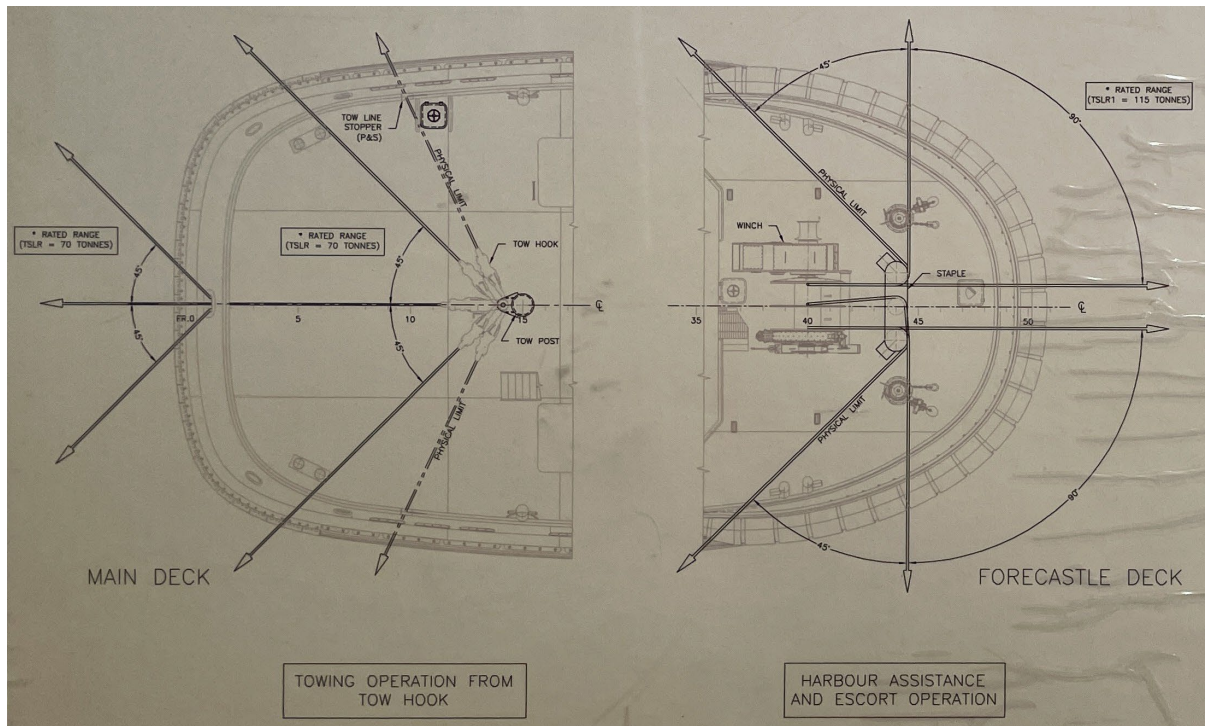 TOW LINE
STOPPER
(P&S)
PHYSICAL LIMIT
* RATED RANGE
(TSLR = 70 TONNES)
45°
45°
* RATED RANGE
(TSLR = 70 TONNES)
45°
45°
TOW HOOK
FR.0
5
10
15
℄
TOW POST
PHYSICAL LIMIT
MAIN DECK
TOWING OPERATION FROM
TOW HOOK
45°
* RATED RANGE
(TSLR1 = 115 TONNES)
90°
PHYSICAL LIMIT
WINCH
STAPLE
35
40
45
50
℄
PHYSICAL LIMIT
90°
45°
FORECASTLE DECK
HARBOUR ASSISTANCE
AND ESCORT OPERATION